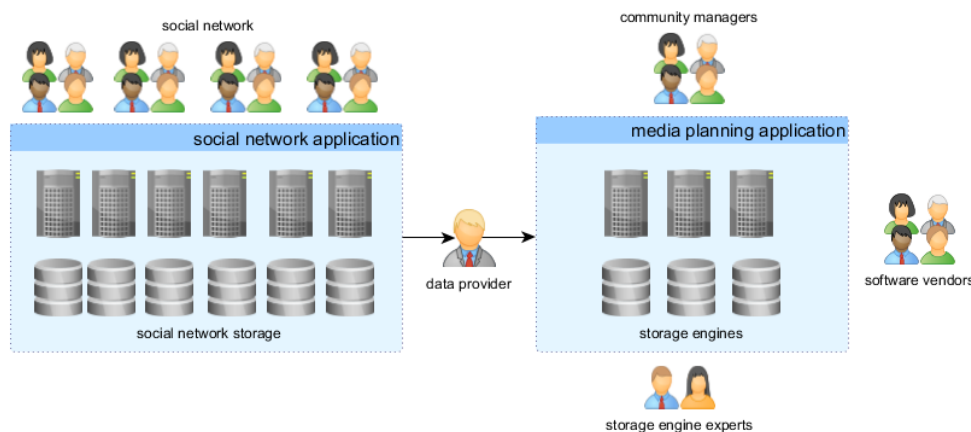 social network
community managers
social network application
media planning application
data provider
software vendors
social network storage
storage engines
storage engine experts